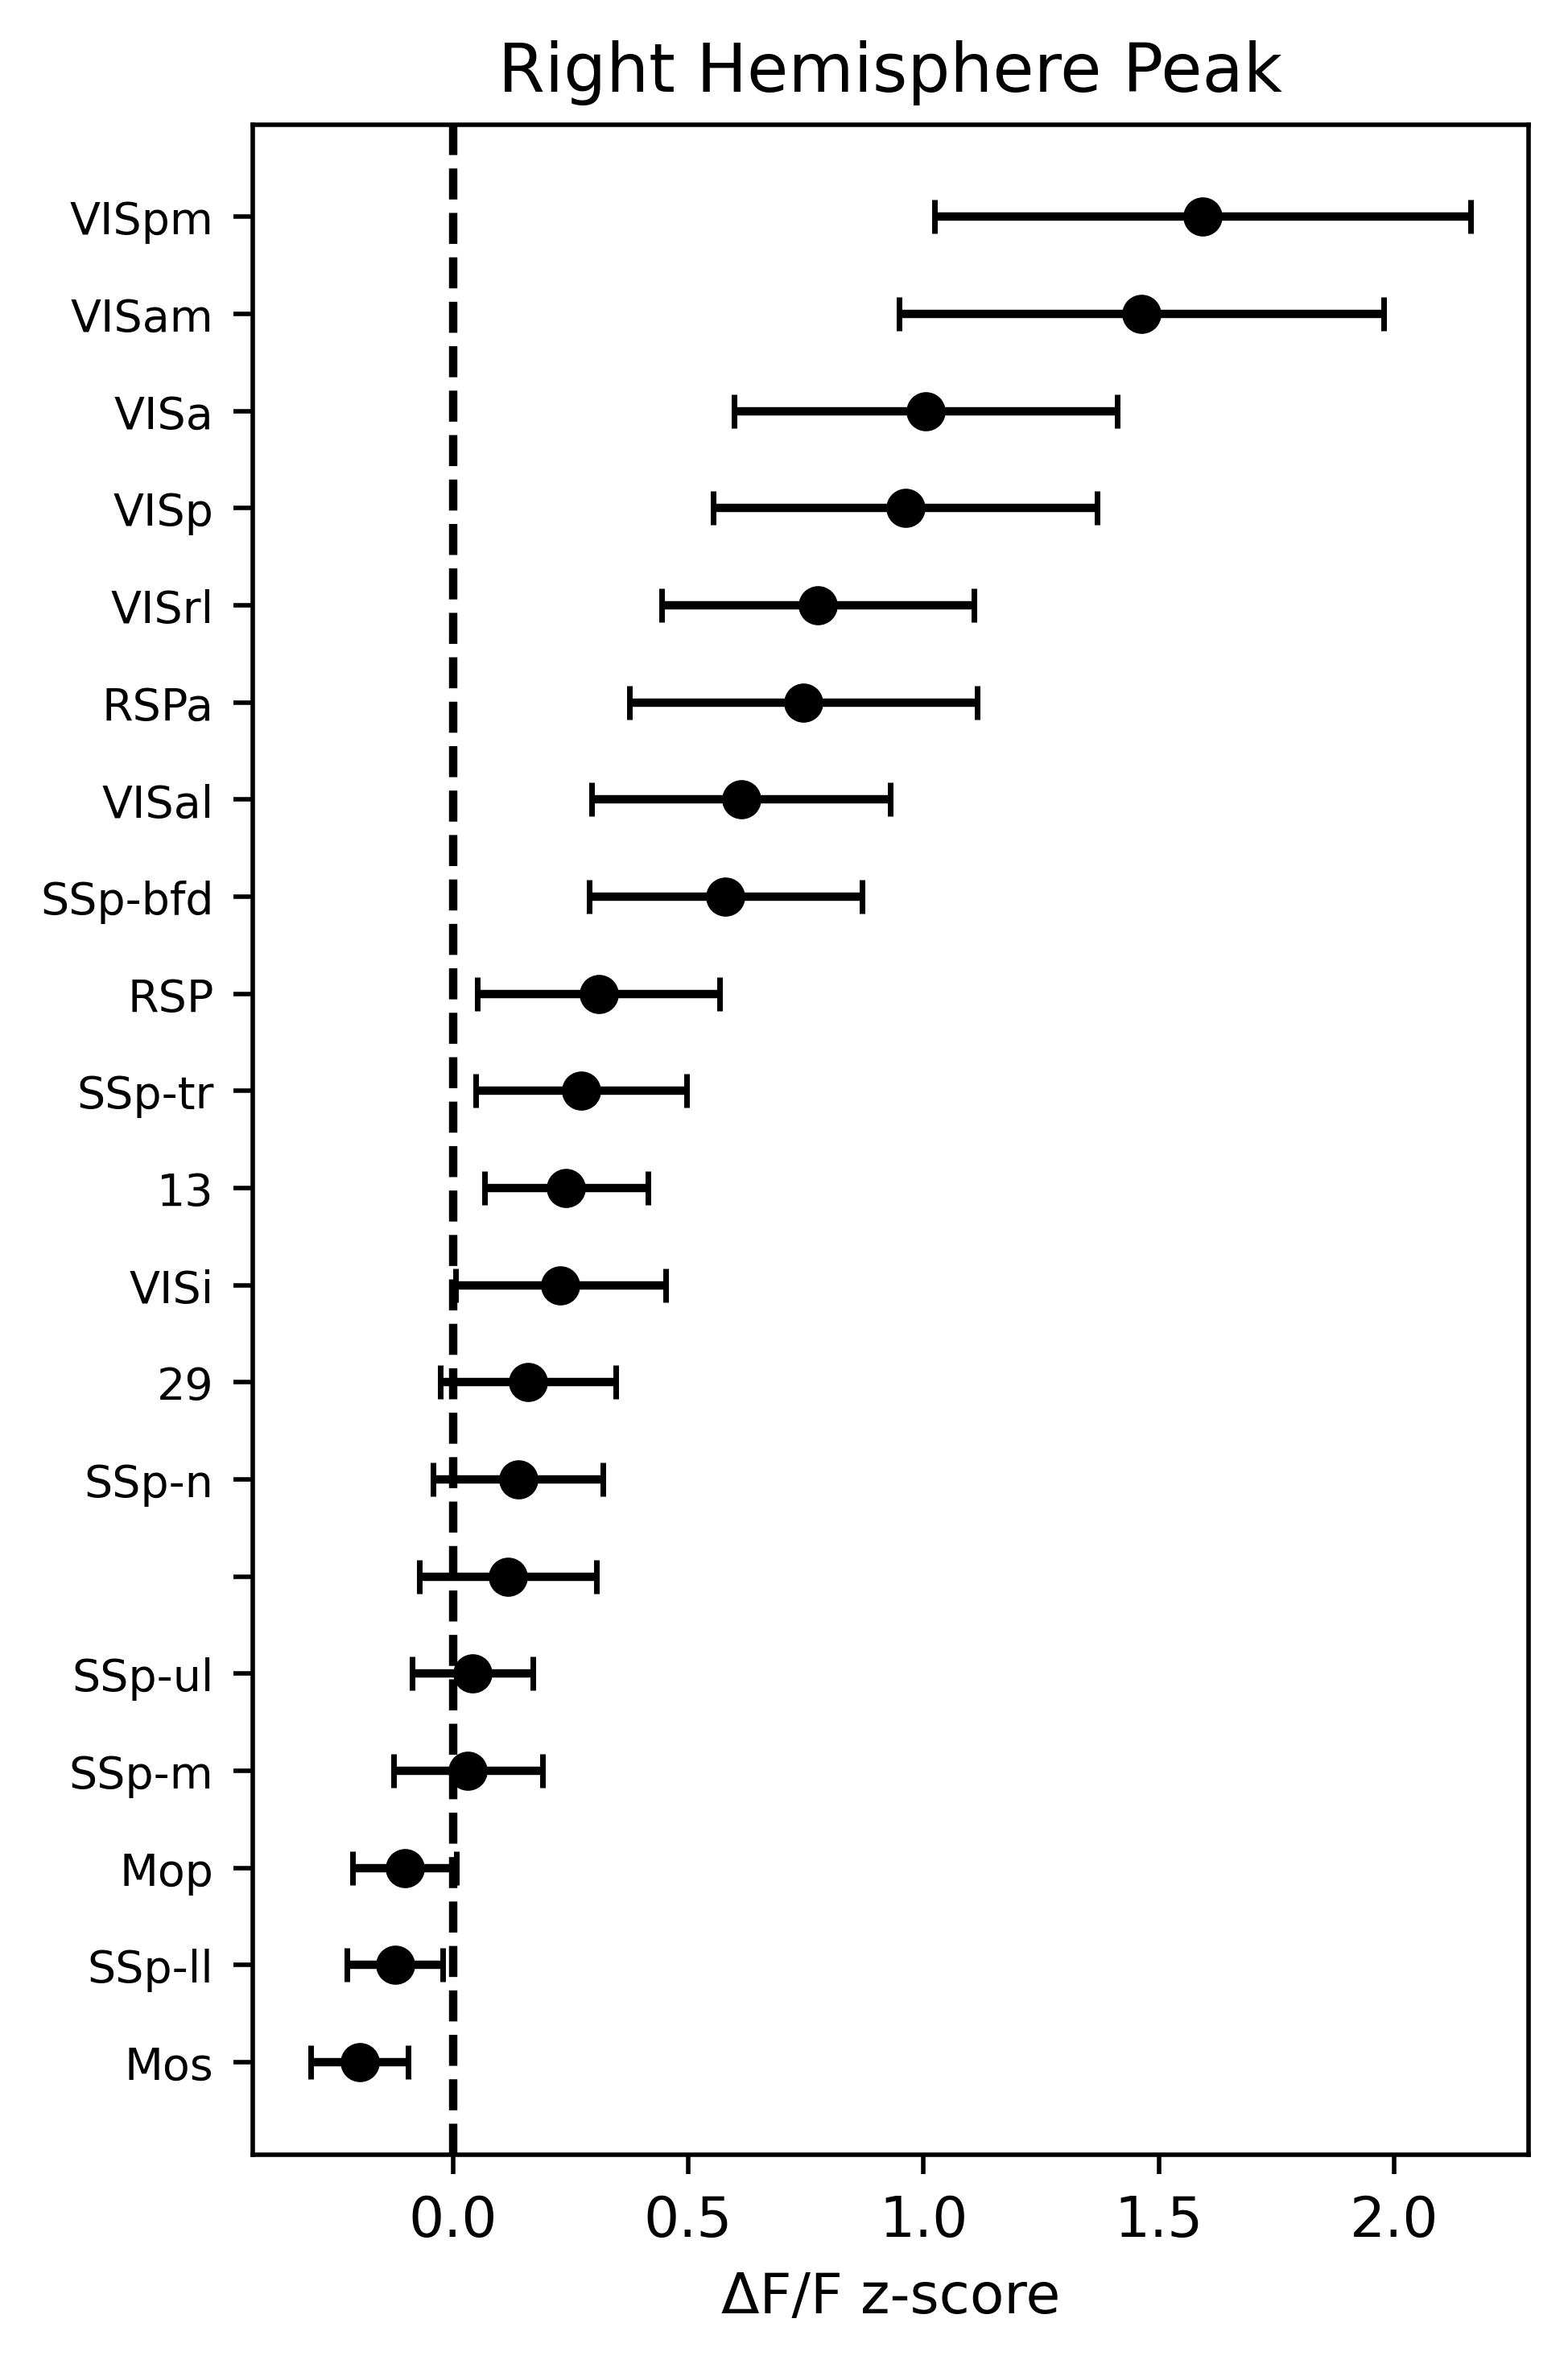 Right Hemisphere Peak
VISpm
VISam
VISa
VISp
VISrl
RSPa
VISal
SSp-bfd
RSP
SSp-tr
13
VISi
29
SSp-n
SSp-ul
SSp-m
Mop
SSp-ll
Mos
0.0 0.5 1.0 1.5 2.0
ΔF/F z-score